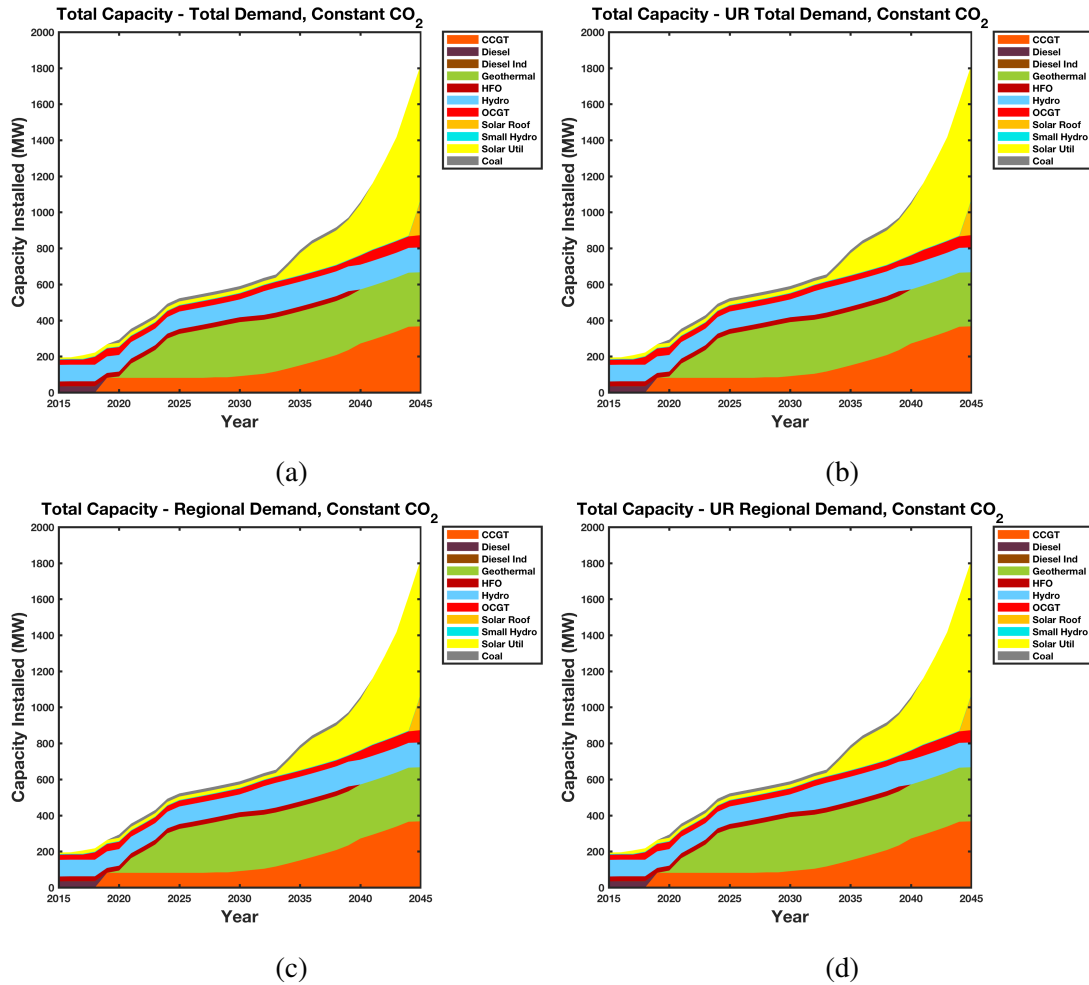 Total Capacity - Total Demand, Constant CO2
Capacity Installed (MW)
2000
1800
1600
1400
1200
1000
800
600
400
200
0
2015 2020 2025 2030 2035 2040 2045
Year
CCGT
Diesel
Diesel Ind
Geothermal
HFO
Hydro
OCGT
Solar Roof
Small Hydro
Solar Util
Coal
(a)
Total Capacity - UR Total Demand, Constant CO2
Capacity Installed (MW)
2000
1800
1600
1400
1200
1000
800
600
400
200
0
2015 2020 2025 2030 2035 2040 2045
Year
CCGT
Diesel
Diesel Ind
Geothermal
HFO
Hydro
OCGT
Solar Roof
Small Hydro
Solar Util
Coal
(b)
Total Capacity - Regional Demand, Constant CO2
Capacity Installed (MW)
2000
1800
1600
1400
1200
1000
800
600
400
200
0
2015 2020 2025 2030 2035 2040 2045
Year
CCGT
Diesel
Diesel Ind
Geothermal
HFO
Hydro
OCGT
Solar Roof
Small Hydro
Solar Util
Coal
(c)
Total Capacity - UR Regional Demand, Constant CO2
Capacity Installed (MW)
2000
1800
1600
1400
1200
1000
800
600
400
200
0
2015 2020 2025 2030 2035 2040 2045
Year
CCGT
Diesel
Diesel Ind
Geothermal
HFO
Hydro
OCGT
Solar Roof
Small Hydro
Solar Util
Coal
(d)